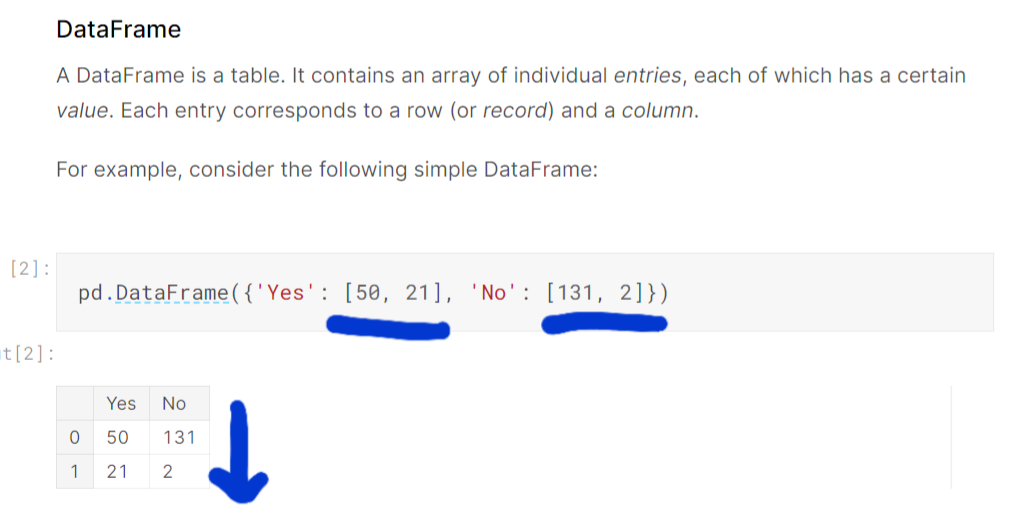 DataFrame
A DataFrame is a table. It contains an array of individual entries, each of which has a certain
value. Each entry corresponds to a row (or record) and a column.
For example, consider the following simple DataFrame:
[2]:
pd.DataFrame({'Yes': [50, 21], 'No': [131, 2]})
t[2]:
Yes No
0 50 131
1 21 2